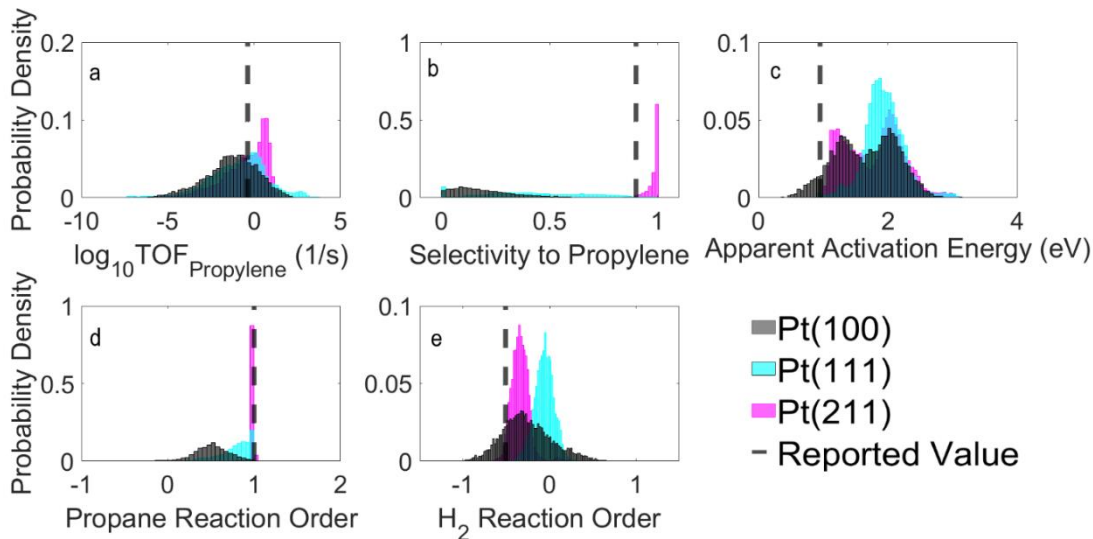 Probability Density
0.2
0.1
0
a
-10
-5
0
5
log10TOFPropylene (1/s)
1
0.5
0
b
0
0.5
1
Selectivity to Propylene
0.1
0.05
0
c
0
2
4
Apparent Activation Energy (eV)
Probability Density
1
0.5
0
d
-1
0
1
2
Propane Reaction Order
0.1
0.05
0
e
-1
0
1
H2 Reaction Order
Pt(100)
Pt(111)
Pt(211)
Reported Value